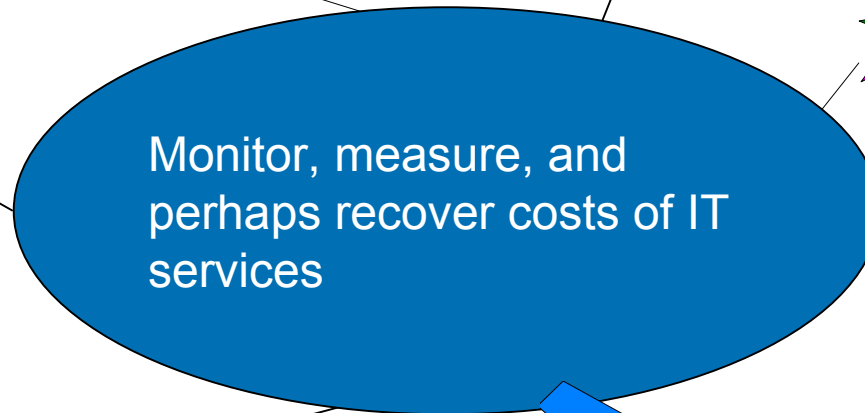 Monitor, measure, and
perhaps recover costs of IT
services